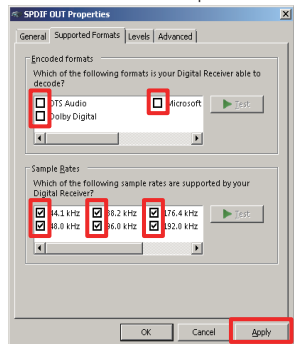 SPDIF OUT Properties
General Supported Formats Levels Advanced
Encoded formats
Which of the following formats is your Digital Receiver able to
decode?
DTS Audio Microsoft Test
Dolby Digital
Sample Rates
Which of the following sample rates are supported by your
Digital Receiver?
44.1 kHz 88.2 kHz 176.4 kHz Test
48.0 kHz 96.0 kHz 192.0 kHz
OK Cancel Apply